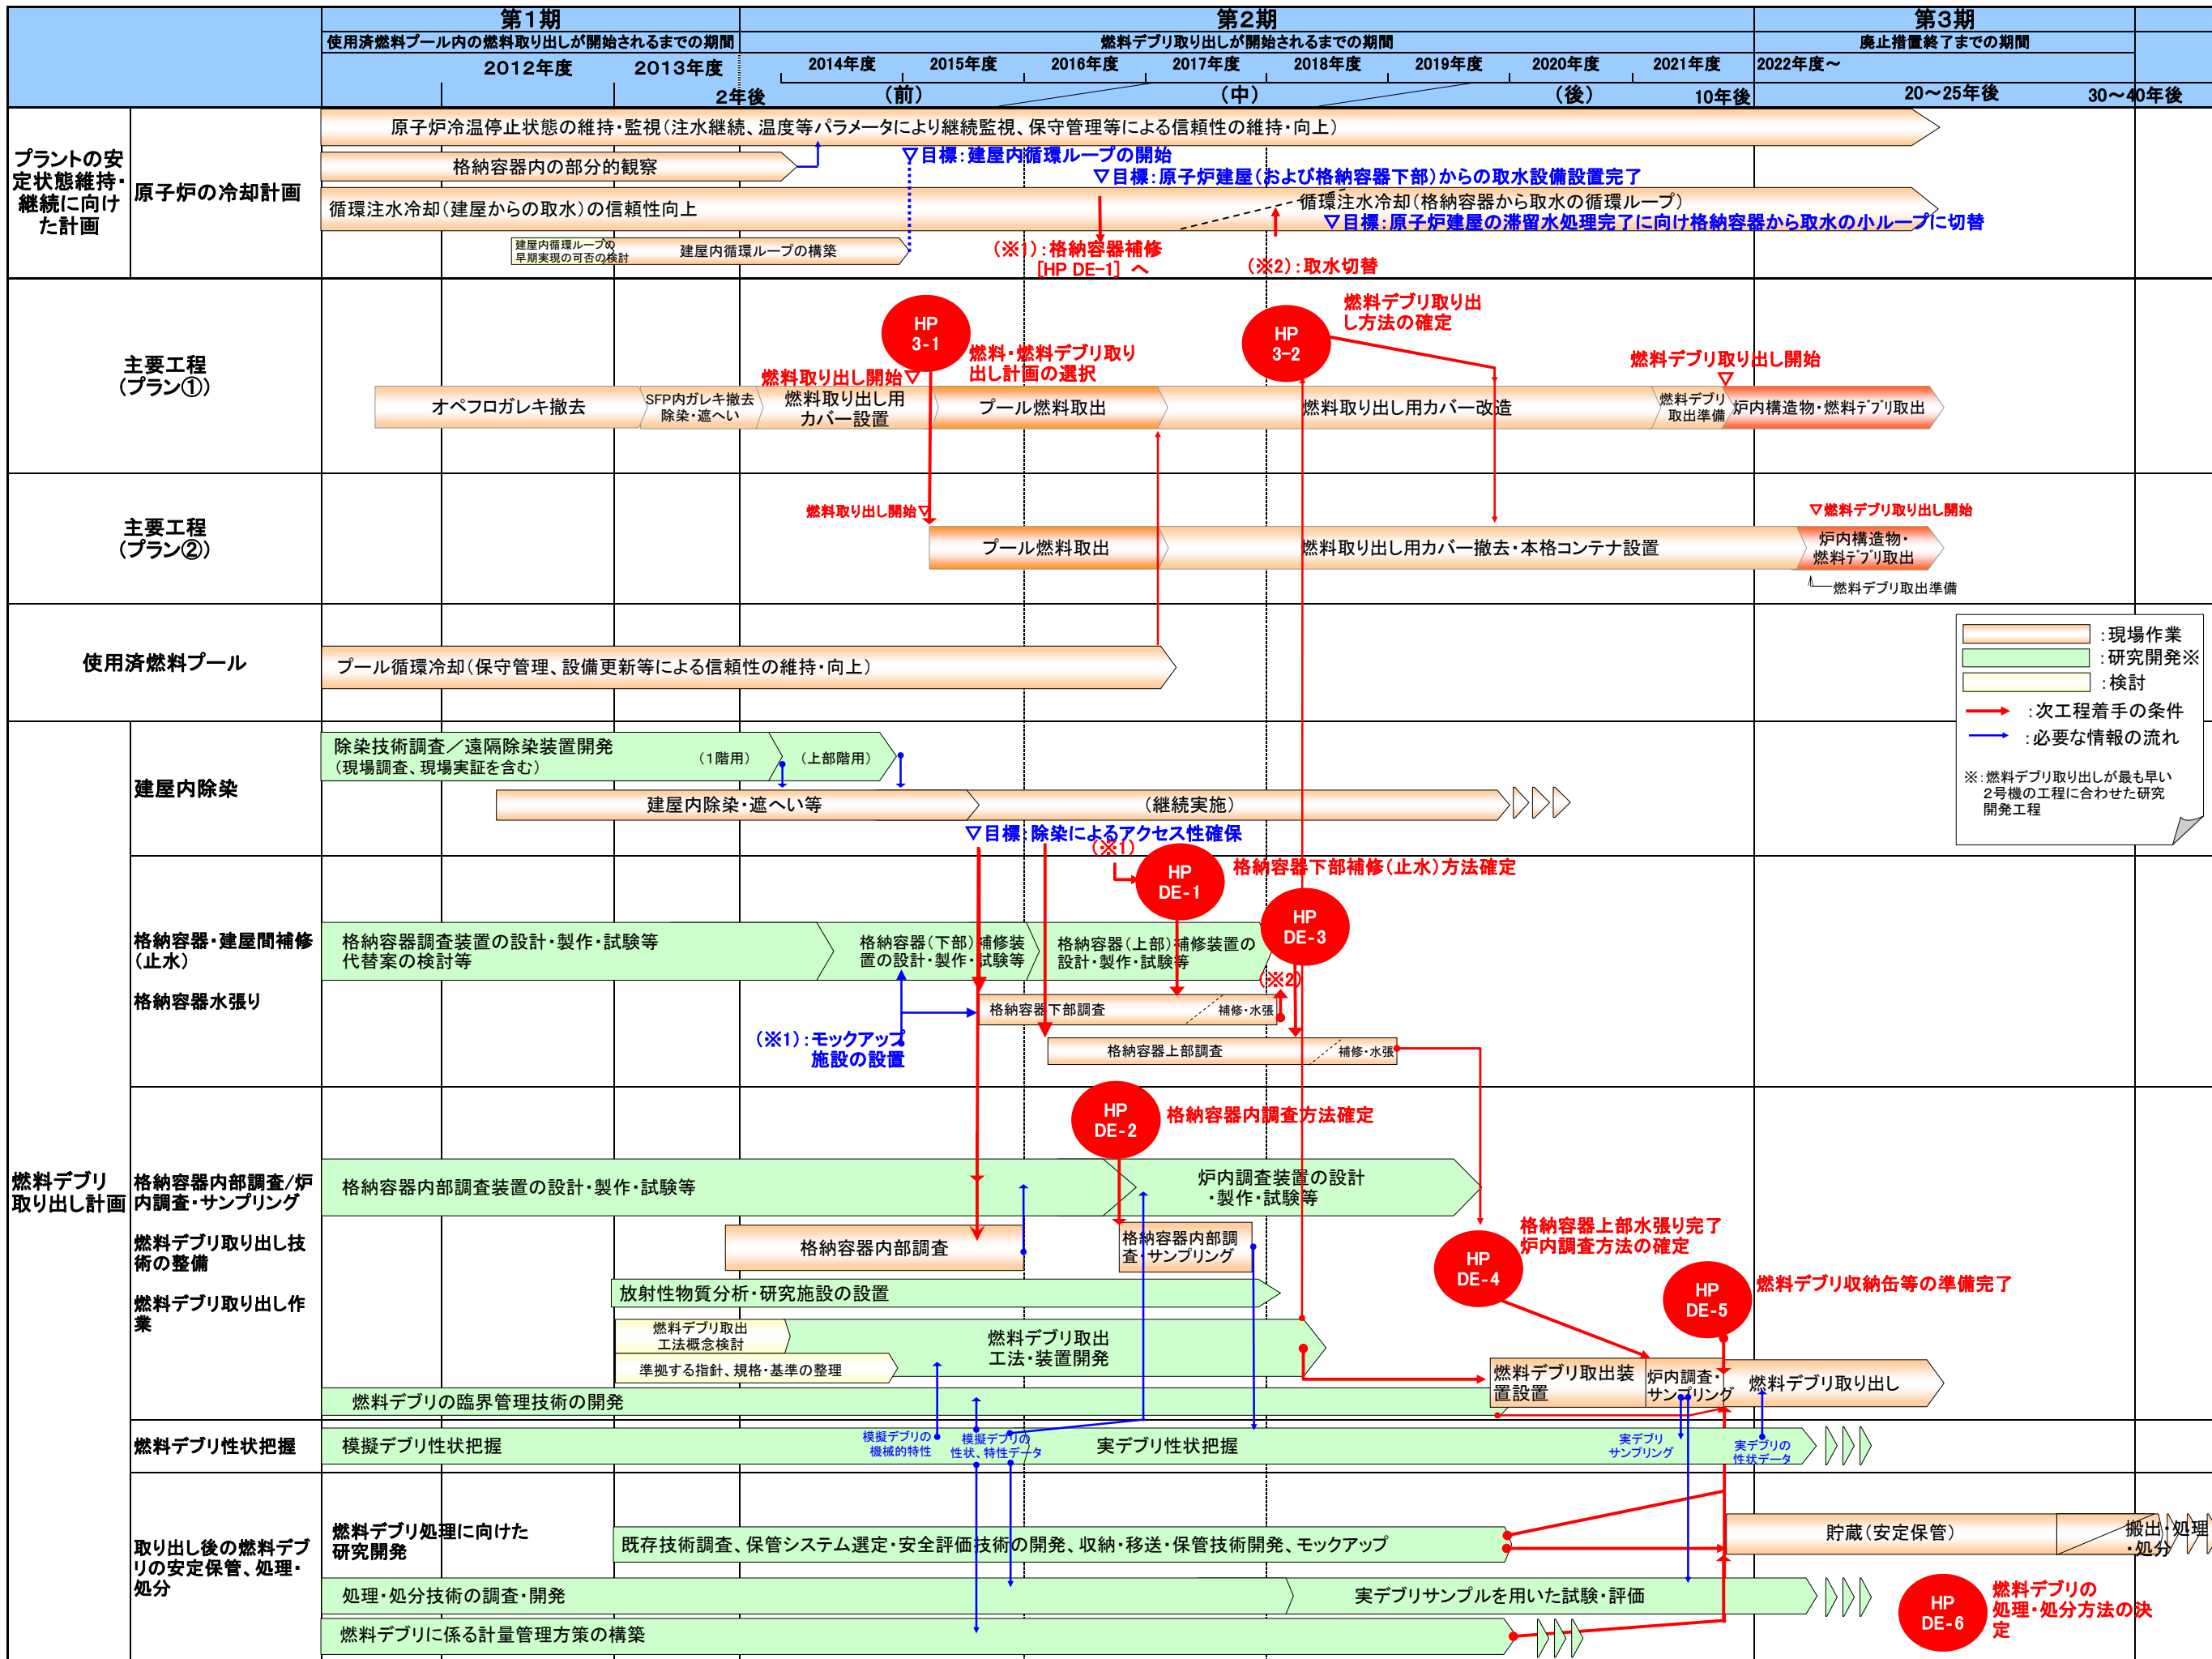 第1期
第2期
第3期
使用済燃料プール内の燃料取り出しが開始されるまでの期間
燃料デブリ取り出しが開始されるまでの期間
廃止措置終了までの期間
2012年度
2013年度
2014年度
2015年度
2016年度
2017年度
2018年度
2019年度
2020年度
2021年度
2022年度～
2年後
（前）
（中）
（後）
10年後
20～25年後
30～40年後
プラントの安
定状態維持・
継続に向け
た計画
原子炉の冷却計画
原子炉冷温停止状態の維持・監視（注水継続、温度等パラメータにより継続監視、保守管理等による信頼性の維持・向上）
格納容器内の部分的観察
▽目標：建屋内循環ループの開始
▽目標：原子炉建屋（および格納容器下部）からの取水設備設置完了
循環注水冷却（建屋からの取水）の信頼性向上
循環注水冷却（格納容器から取水の循環ループ）
▽目標：原子炉建屋の滞留水処理完了に向け格納容器から取水の小ループに切替
建屋内循環ループの
早期実現の可否の検討
建屋内循環ループの構築
（※1）：格納容器補修
［HP DE-1］ へ
（※2）：取水切替
主要工程
（プラン①）
HP
3-1
燃料・燃料デブリ取り
出し計画の選択
HP
3-2
燃料デブリ取り出
し方法の確定
燃料取り出し開始▽
燃料デブリ取り出し開始
▽
オペフロガレキ撤去
SFP内ガレキ撤去
除染・遮へい
燃料取り出し用
カバー設置
プール燃料取出
燃料取り出し用カバー改造
燃料デブリ
取出準備
炉内構造物・燃料ﾃﾞﾌﾞﾘ取出
主要工程
（プラン②）
燃料取り出し開始▽
▽燃料デブリ取り出し開始
プール燃料取出
燃料取り出し用カバー撤去・本格コンテナ設置
炉内構造物・
燃料ﾃﾞﾌﾞﾘ取出
燃料デブリ取出準備
使用済燃料プール
プール循環冷却（保守管理、設備更新等による信頼性の維持・向上）
：現場作業
：研究開発※
：検討
：次工程着手の条件
：必要な情報の流れ
※：燃料デブリ取り出しが最も早い
2号機の工程に合わせた研究
開発工程
燃料デブリ
取り出し計画
建屋内除染
除染技術調査／遠隔除染装置開発
（現場調査、現場実証を含む）
（1階用）
（上部階用）
建屋内除染・遮へい等
（継続実施）
▽目標：除染によるアクセス性確保
（※1）
HP
DE-1
格納容器下部補修（止水）方法確定
HP
DE-3
格納容器・建屋間補修
（止水）
格納容器水張り
格納容器調査装置の設計・製作・試験等
代替案の検討等
格納容器（下部）補修装
置の設計・製作・試験等
格納容器（上部）補修装置の
設計・製作・試験等
（※2）
格納容器下部調査
補修・水張
（※1）：モックアップ
施設の設置
格納容器上部調査
補修・水張
HP
DE-2
格納容器内調査方法確定
格納容器内部調査/炉
内調査・サンプリング
燃料デブリ取り出し技
術の整備
燃料デブリ取り出し作
業
格納容器内部調査装置の設計・製作・試験等
炉内調査装置の設計
・製作・試験等
格納容器内部調査
格納容器内部調
査・サンプリング
HP
DE-4
格納容器上部水張り完了
炉内調査方法の確定
HP
DE-5
燃料デブリ収納缶等の準備完了
放射性物質分析・研究施設の設置
燃料デブリ取出
工法概念検討
燃料デブリ取出
工法・装置開発
準拠する指針、規格・基準の整理
燃料デブリ取出装
置設置
炉内調査・
サンプリング
燃料デブリ取り出し
燃料デブリの臨界管理技術の開発
燃料デブリ性状把握
模擬デブリ性状把握
模擬デブリの
機械的特性
模擬デブリの
性状、特性データ
実デブリ性状把握
実デブリ
サンプリング
実デブリの
性状データ
取り出し後の燃料デブ
リの安定保管、処理・
処分
燃料デブリ処理に向けた
研究開発
既存技術調査、保管システム選定・安全評価技術の開発、収納・移送・保管技術開発、モックアップ
貯蔵（安定保管）
搬出・処理
・処分
処理・処分技術の調査・開発
実デブリサンプルを用いた試験・評価
HP
DE-6
燃料デブリの
処理・処分方法の決
定
燃料デブリに係る計量管理方策の構築